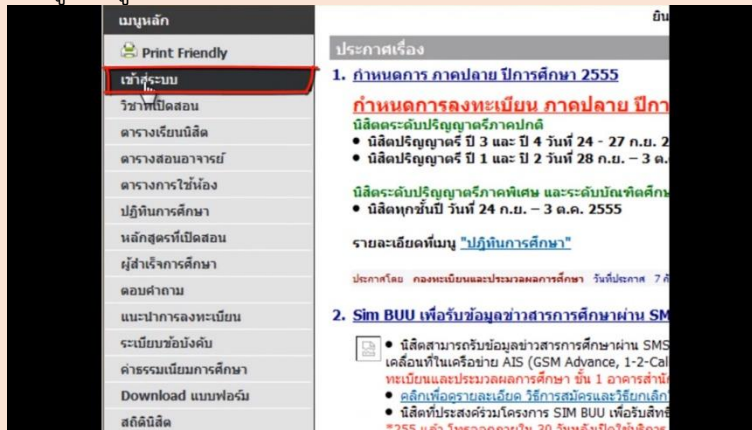 เมนูหลัก
ยิน
Print Friendly
เข้าสู่ระบบ
วิชาที่เปิดสอน
ตารางเรียนนิสิต
ตารางสอนอาจารย์
ตารางการใช้ห้อง
ปฏิทินการศึกษา
หลักสูตรที่เปิดสอน
ผู้สำเร็จการศึกษา
ตอบคำถาม
แนะนำการลงทะเบียน
ระเบียบข้อบังคับ
ค่าธรรมเนียมการศึกษา
Download แบบฟอร์ม
สถิตินิสิต
ประกาศเรื่อง
1. กำหนดการ ภาคปลาย ปีการศึกษา 2555
กำหนดการลงทะเบียน ภาคปลาย ปีกา
นิสิตระดับปริญญาตรีภาคปกติ
• นิสิตปริญญาตรี ปี 3 และ ปี 4 วันที่ 24 - 27 ก.ย. 2
• นิสิตปริญญาตรี ปี 1 และ ปี 2 วันที่ 28 ก.ย. – 3 ต.
นิสิตระดับปริญญาตรีภาคพิเศษ และระดับบัณฑิตศึกษ
• นิสิตทุกชั้นปี วันที่ 24 ก.ย. – 3 ต.ค. 2555
รายละเอียดที่เมนู "ปฏิทินการศึกษา"
ประกาศโดย กองทะเบียนและประมวลผลการศึกษา วันที่ประกาศ 7 กั
2. Sim BUU เพื่อรับข้อมูลข่าวสารการศึกษาผ่าน SM
• นิสิตสามารถรับข้อมูลข่าวสารการศึกษาผ่าน SMS
เคลื่อนที่ในเครือข่าย AIS (GSM Advance, 1-2-Cal
ทะเบียนและประมวลผลการศึกษา ชั้น 1 อาคารสำนัก
• คลิกเพื่อดูรายละเอียด วิธีการสมัครและวิธียกเลิก
• นิสิตที่ประสงค์ร่วมโครงการ SIM BUU เพื่อรับสิทธิ